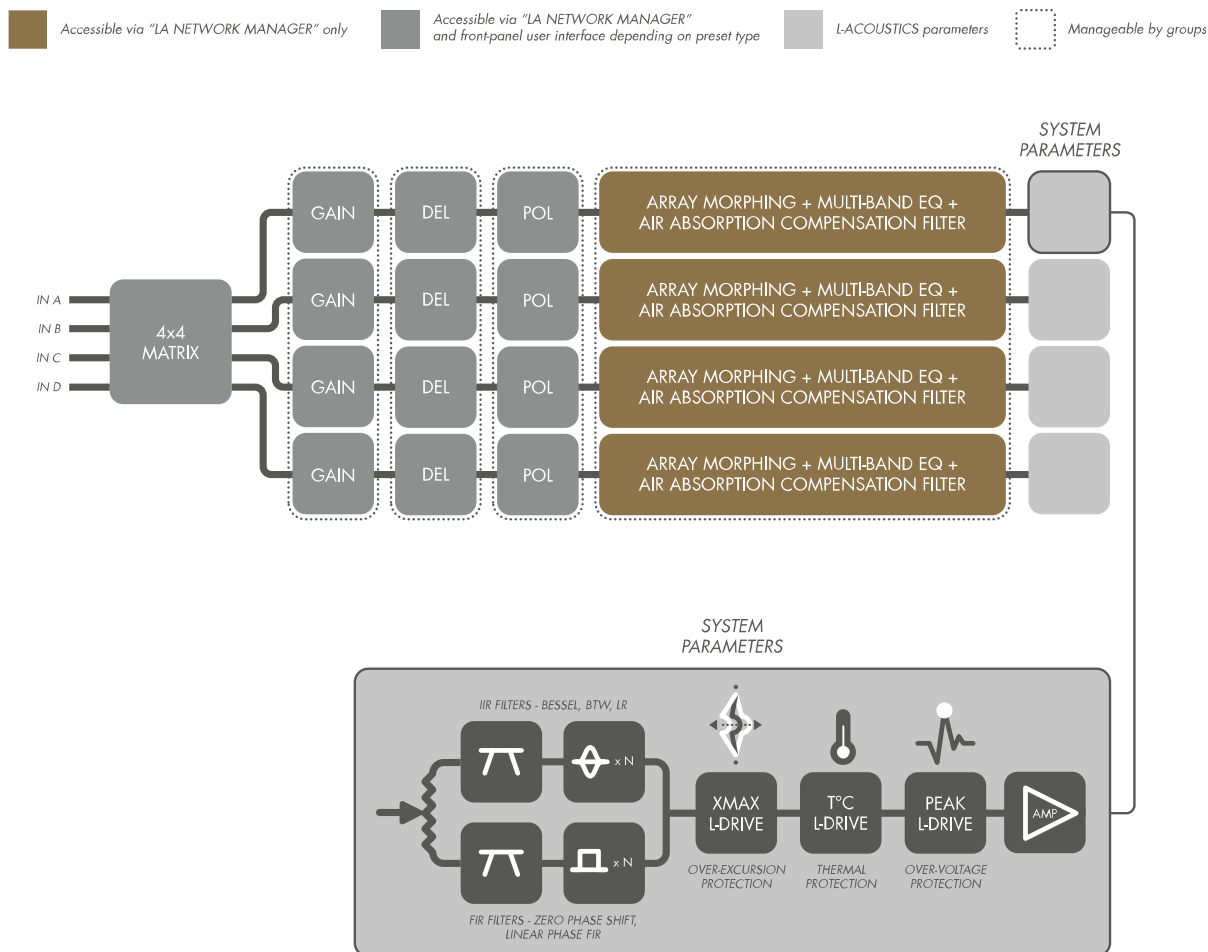 Accessible via “LA NETWORK MANAGER” only
Accessible via “LA NETWORK MANAGER”
and front-panel user interface depending on preset type
L-ACOUSTICS parameters
Manageable by groups
SYSTEM
PARAMETERS
IN A
IN B
IN C
IN D
4x4
MATRIX
GAIN
DEL
POL
ARRAY MORPHING + MULTI-BAND EQ +
AIR ABSORPTION COMPENSATION FILTER
GAIN
DEL
POL
ARRAY MORPHING + MULTI-BAND EQ +
AIR ABSORPTION COMPENSATION FILTER
GAIN
DEL
POL
ARRAY MORPHING + MULTI-BAND EQ +
AIR ABSORPTION COMPENSATION FILTER
GAIN
DEL
POL
ARRAY MORPHING + MULTI-BAND EQ +
AIR ABSORPTION COMPENSATION FILTER
SYSTEM
PARAMETERS
IIR FILTERS - BESSEL, BTW, LR
x N
x N
FIR FILTERS - ZERO PHASE SHIFT,
LINEAR PHASE FIR
XMAX
L-DRIVE
OVER-EXCURSION
PROTECTION
T°C
L-DRIVE
THERMAL
PROTECTION
PEAK
L-DRIVE
OVER-VOLTAGE
PROTECTION
AMP